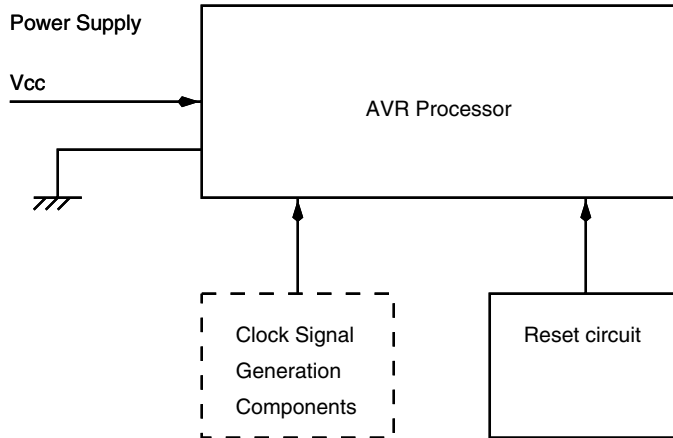 Power Supply
Vcc
AVR Processor
Clock Signal
Generation
Components
Reset circuit